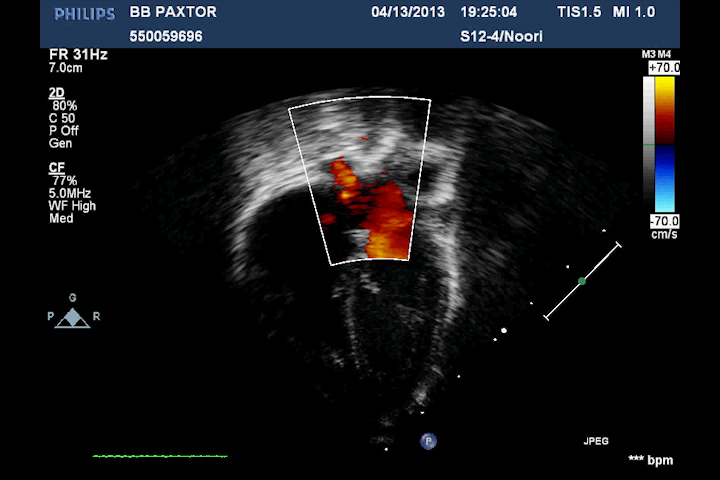 PHILIPS BB PAXTOR 04/13/2013 19:25:04 TIS1.5 MI 1.0
550059696 S12-4/Noori
FR 31Hz
7.0cm
M3 M4
+70.0
2D
80%
C 50
P Off
Gen
CF
77%
5.0MHz
WF High
Med
-70.0
cm/s
G
P R
P
JPEG
*** bpm